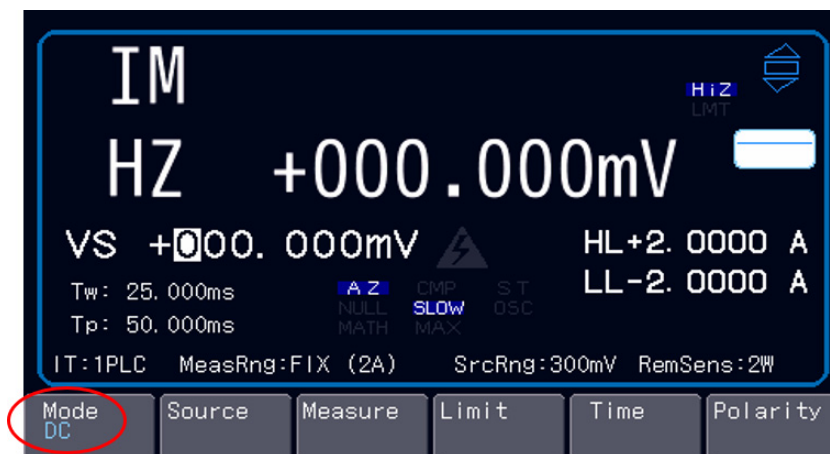 IM
HiZ
LMT
HZ +000.000mV
VS +000.000mV HL+2.0000 A
LL-2.0000 A
Tw: 25.000ms AZ CMP ST
NULL SLOW OSC
Tp: 50.000ms MATH MAX
IT:1PLC MeasRng:FIX (2A) SrcRng:300mV RemSens:2W
Mode Source Measure Limit Time Polarity
DC